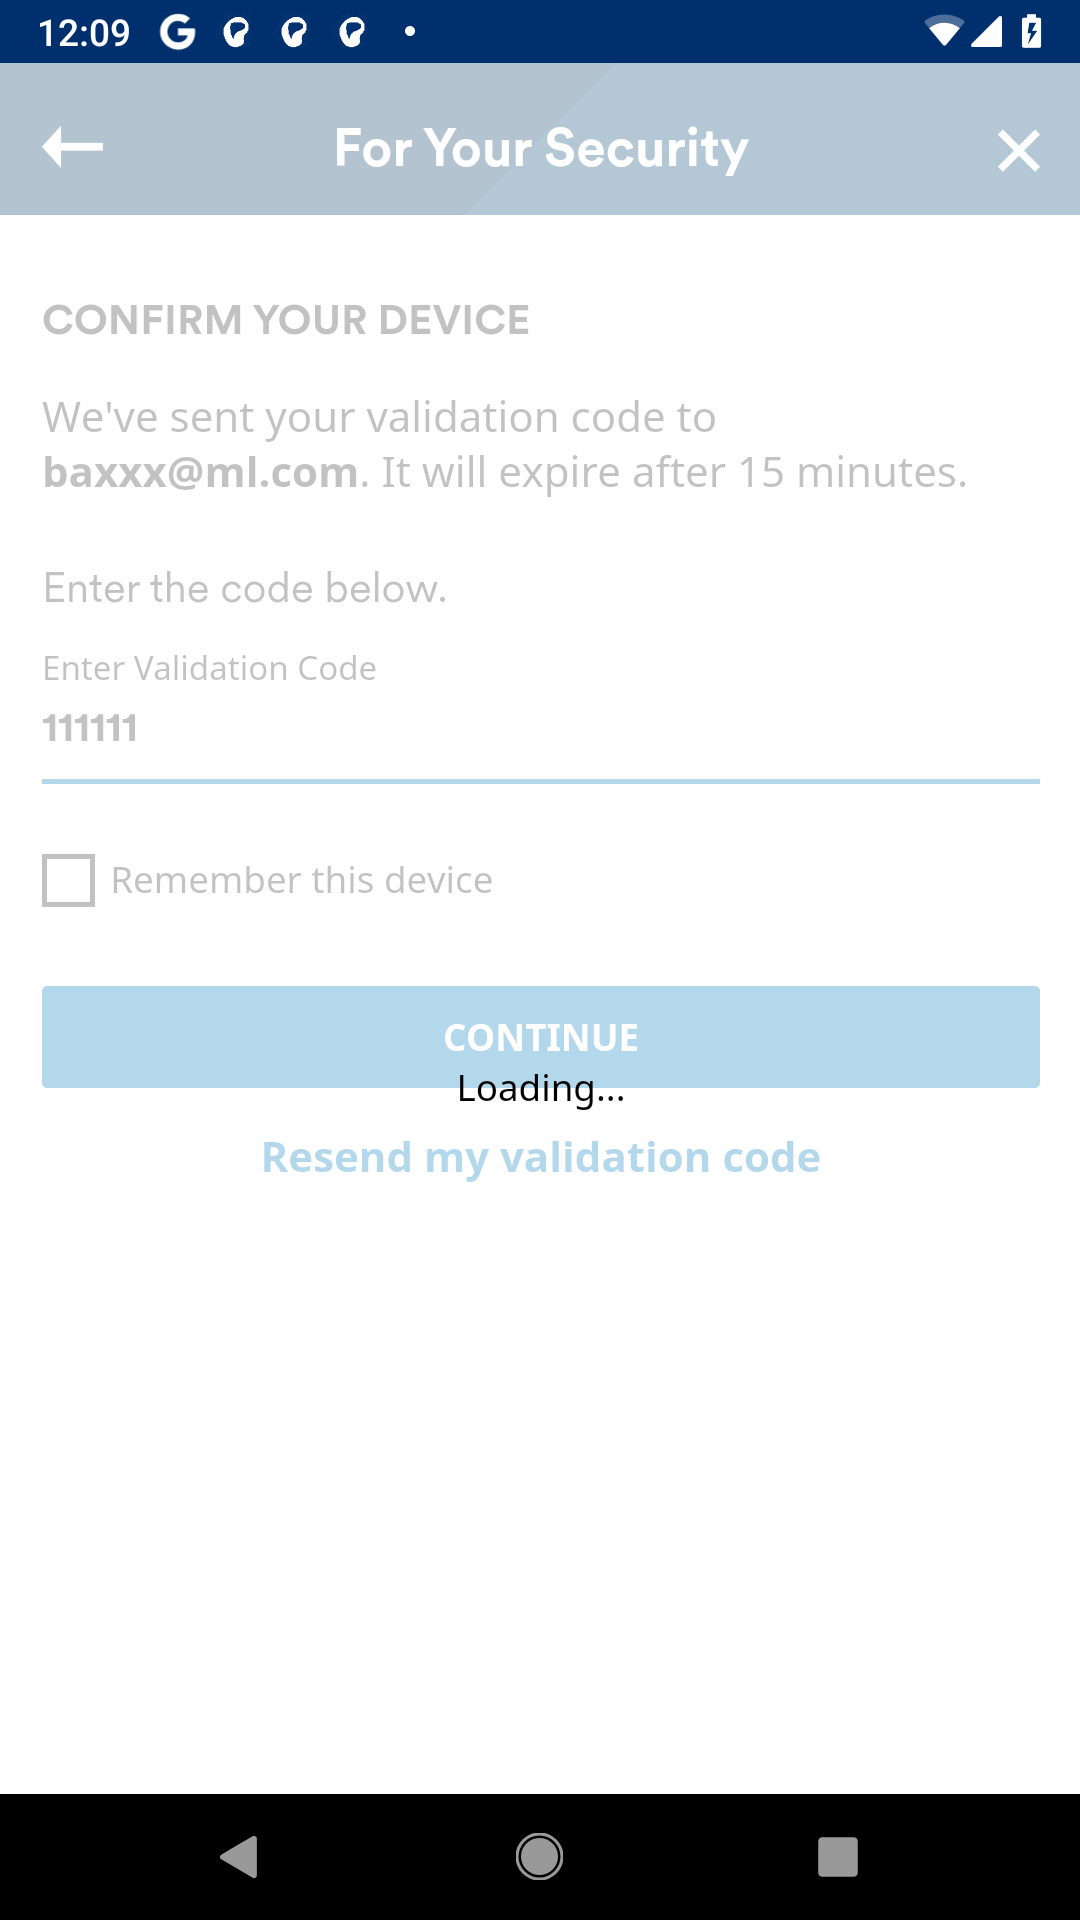 12:09
For Your Security
CONFIRM YOUR DEVICE
We've sent your validation code to
baxxx@ml.com. It will expire after 15 minutes.
Enter the code below.
Enter Validation Code
111111
Remember this device
CONTINUE
Loading...
Resend my validation code